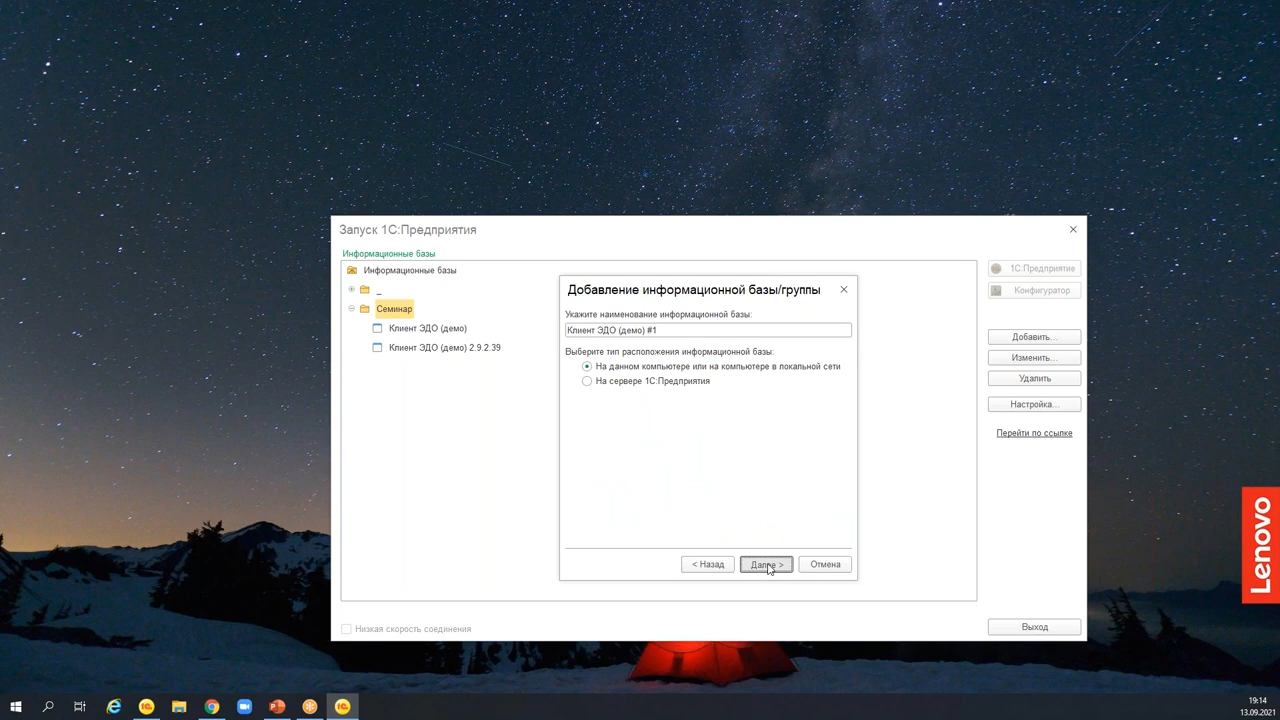 Запуск 1С:Предприятия
Информационные базы
Информационные базы
_
Семинар
Клиент ЭДО (демо)
Клиент ЭДО (демо) 2.9.2.39
Добавление информационной базы/группы
Укажите наименование информационной базы:
Клиент ЭДО (демо) #1
Выберите тип расположения информационной базы:
На данном компьютере или на компьютере в локальной сети
На сервере 1С:Предприятия
< Назад
Далее >
Отмена
1С:Предприятие
Конфигуратор
Добавить...
Изменить...
Удалить
Настройка...
Перейти по ссылке
Низкая скорость соединения
Выход
Lenovo
19:14
13.09.2021